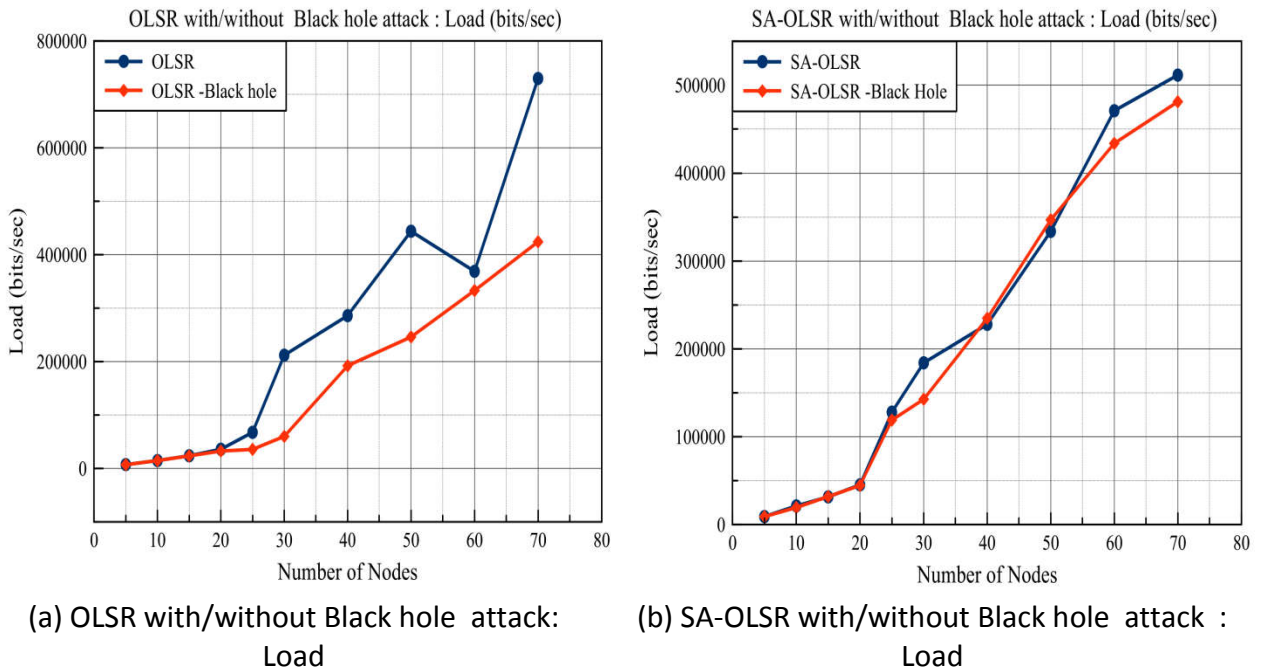 OLSR with/without Black hole attack : Load (bits/sec)
800000
600000
400000
200000
0
Load (bits/sec)
OLSR
OLSR -Black hole
0 10 20 30 40 50 60 70 80
Number of Nodes
(a) OLSR with/without Black hole attack:
Load
SA-OLSR with/without Black hole attack : Load (bits/sec)
500000
400000
300000
200000
100000
0
Load (bits/sec)
SA-OLSR
SA-OLSR -Black Hole
0 10 20 30 40 50 60 70 80
Number of Nodes
(b) SA-OLSR with/without Black hole attack :
Load